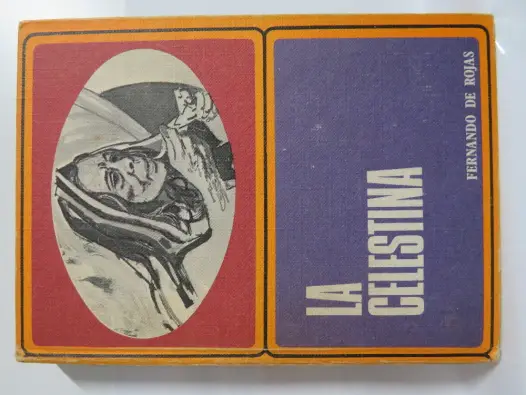 LA
CELESTINA
FERNANDO DE ROJAS